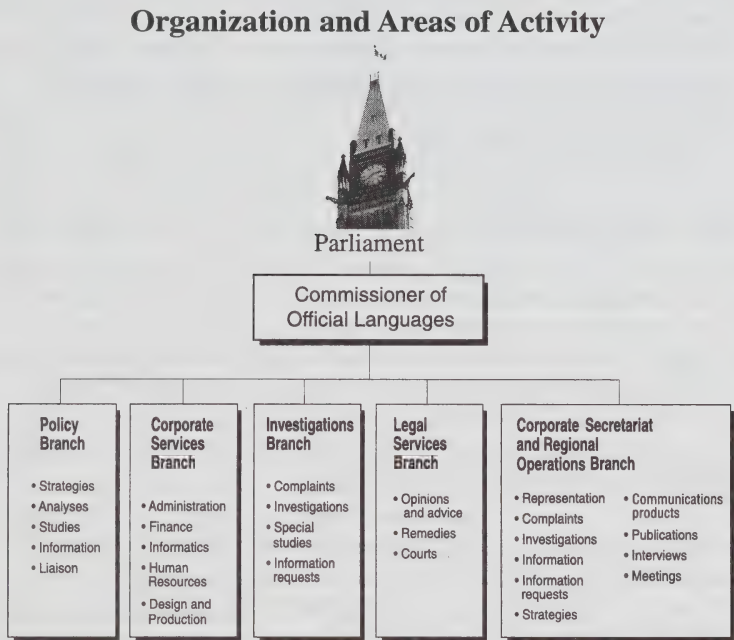 Organization and Areas of Activity
Parliament
Commissioner of
Official Languages
Policy
Branch
• Strategies
• Analyses
• Studies
• Information
• Liaison
Corporate
Services
Branch
• Administration
• Finance
• Informatics
• Human
Resources
• Design and
Production
Investigations
Branch
• Complaints
• Investigations
• Special
studies
• Information
requests
Legal
Services
Branch
• Opinions
and advice
• Remedies
• Courts
Corporate Secretariat
and Regional
Operations Branch
• Representation
• Complaints
• Investigations
• Information
• Information
requests
• Strategies
• Communications
products
• Publications
• Interviews
• Meetings